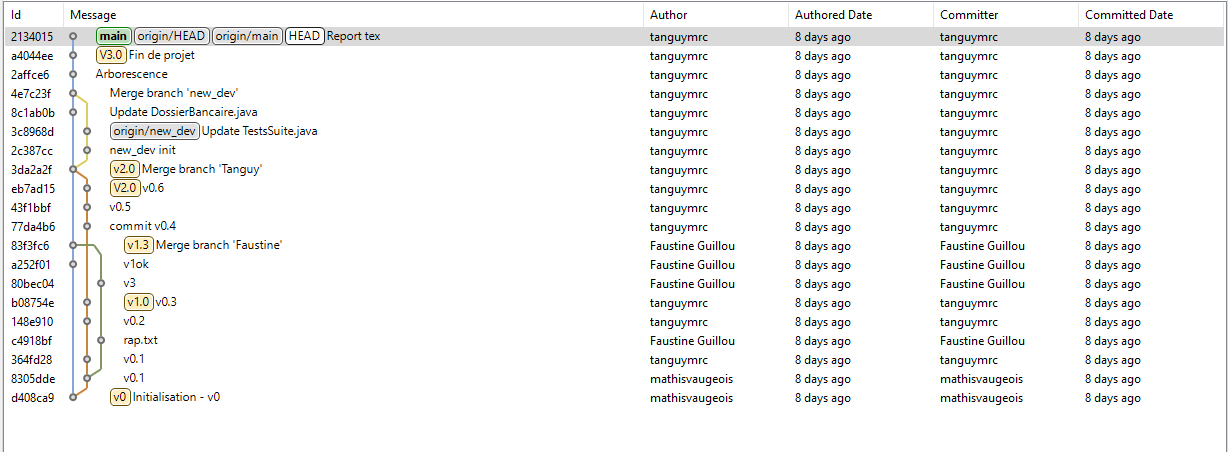 Id Message Author Authored Date Committer Committed Date
2134015 main origin/HEAD origin/main HEAD Report tex tanguymrc 8 days ago tanguymrc 8 days ago
a4044ee V3.0 Fin de projet tanguymrc 8 days ago tanguymrc 8 days ago
2affce6 Arborescence tanguymrc 8 days ago tanguymrc 8 days ago
4e7c23f Merge branch 'new_dev' tanguymrc 8 days ago tanguymrc 8 days ago
8c1ab0b Update DossierBancaire.java tanguymrc 8 days ago tanguymrc 8 days ago
3c8968d origin/new_dev Update TestsSuite.java tanguymrc 8 days ago tanguymrc 8 days ago
2c387cc new_dev init tanguymrc 8 days ago tanguymrc 8 days ago
3da2a2f v2.0 Merge branch 'Tanguy' tanguymrc 8 days ago tanguymrc 8 days ago
eb7ad15 V2.0 v0.6 tanguymrc 8 days ago tanguymrc 8 days ago
43f1bbf v0.5 tanguymrc 8 days ago tanguymrc 8 days ago
77da4b6 commit v0.4 tanguymrc 8 days ago tanguymrc 8 days ago
83f3fc6 v1.3 Merge branch 'Faustine' Faustine Guillou 8 days ago Faustine Guillou 8 days ago
a252f01 v1ok Faustine Guillou 8 days ago Faustine Guillou 8 days ago
80bec04 v3 Faustine Guillou 8 days ago Faustine Guillou 8 days ago
b08754e v1.0 v0.3 tanguymrc 8 days ago tanguymrc 8 days ago
148e910 v0.2 tanguymrc 8 days ago tanguymrc 8 days ago
c4918bf rap.txt Faustine Guillou 8 days ago Faustine Guillou 8 days ago
364fd28 v0.1 tanguymrc 8 days ago tanguymrc 8 days ago
8305dde v0.1 mathisvaugeois 8 days ago mathisvaugeois 8 days ago
d408ca9 v0 Initialisation - v0 mathisvaugeois 8 days ago mathisvaugeois 8 days ago